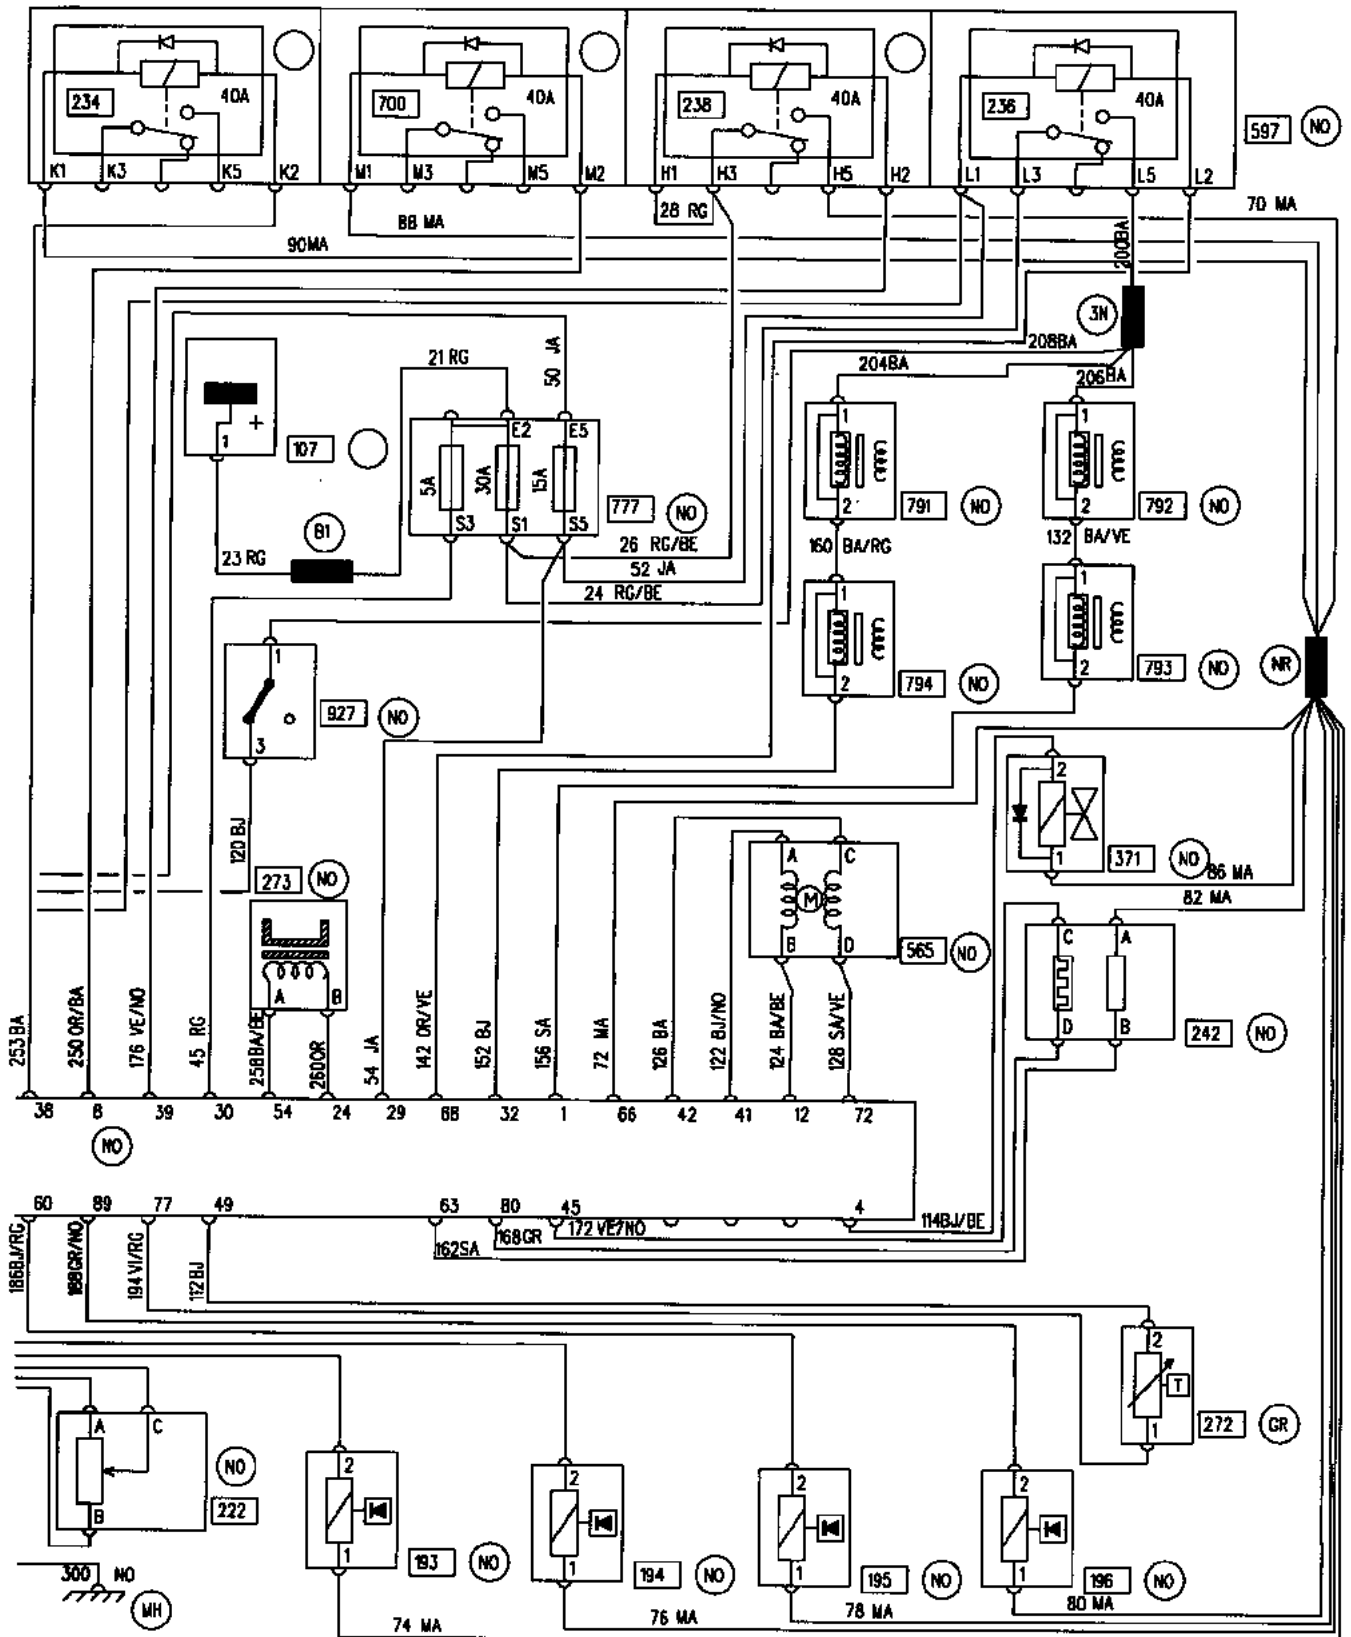 234 40A 700 40A 238 40A 236 40A
597 NO
K1 K3 K5 K2 M1 M3 M5 M2 H1 H3 H5 H2 L1 L3 L5 L2
28 RG
70 MA
88 MA
90MA
200BA
3N
208BA
21 RG
50 JA
204BA
206BA
+
1
107
E2 E5
5A 30A 15A
S3 S1 S5
777 NO
1
2
791 NO
1
2
792 NO
B1
23 RG
26 RG/BE
52 JA
24 RG/BE
160 BA/RG
132 BA/VE
1
2
794 NO
1
2
793 NO
NR
1
3
927 NO
2
1
371 NO
86 MA
82 MA
120 BJ
273 NO
A B
A C
M
B D
565 NO
C A
D B
242 NO
253BA
250 OR/BA
176 VE/NO
45 RG
258BA/BE
260OR
54 JA
142 OR/VE
152 BJ
156 SA
72 MA
126 BA
122 BJ/NO
124 BA/BE
128 SA/VE
38 8 39 30 54 24 29 68 32 1 66 42 41 12 72
NO
60 89 77 49 63 80 45 4
186BJ/RG
188GR/NO
194VI/RG
112BJ
162SA
168GR
172 VE/NO
114BJ/BE
2
T
1
272 GR
A C
B
NO
222
300 NO
MH
2
1
193 NO
74 MA
2
1
194 NO
76 MA
2
1
195 NO
78 MA
2
1
196 NO
80 MA